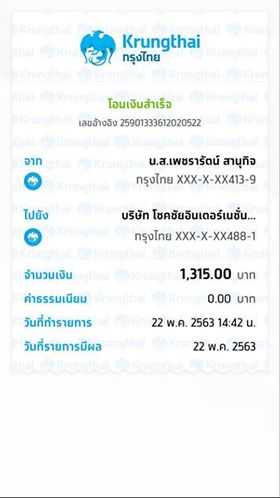 Krungthai
กรุงไทย
โอนเงินสำเร็จ
เลขอ้างอิง 25901333612020522
จาก น.ส.เพชรารัตน์ สานุกิจ
กรุงไทย XXX-X-XX413-9
ไปยัง บริษัท โชคชัยอินเตอร์เนชั่น...
กรุงไทย XXX-X-XX488-1
จำนวนเงิน 1,315.00 บาท
ค่าธรรมเนียม 0.00 บาท
วันที่ทำรายการ 22 พ.ค. 2563 14:42 น.
วันที่รายการมีผล 22 พ.ค. 2563